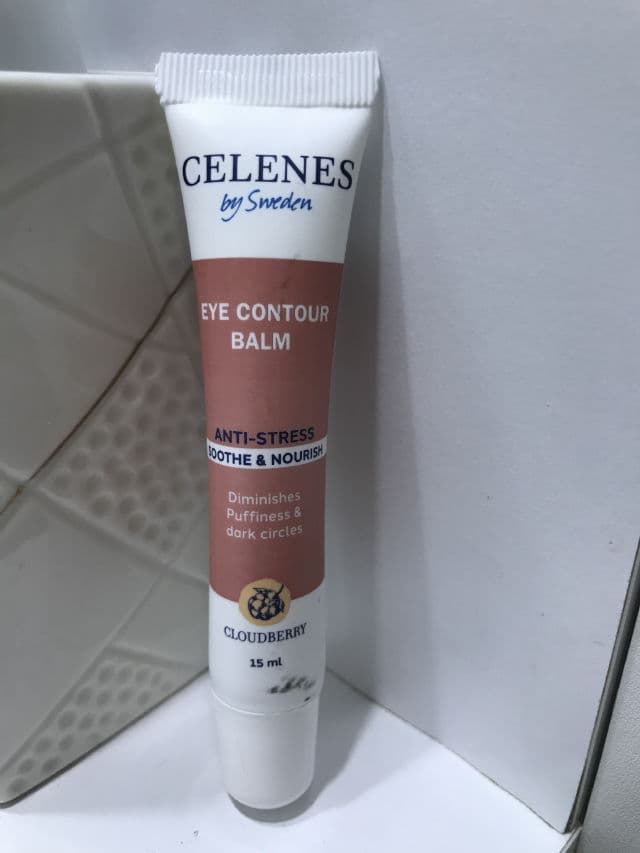 CELENES
by Sweden
EYE CONTOUR
BALM
ANTI-STRESS
SOOTHE & NOURISH
Diminishes
Puffiness &
dark circles
CLOUDBERRY
15 ml